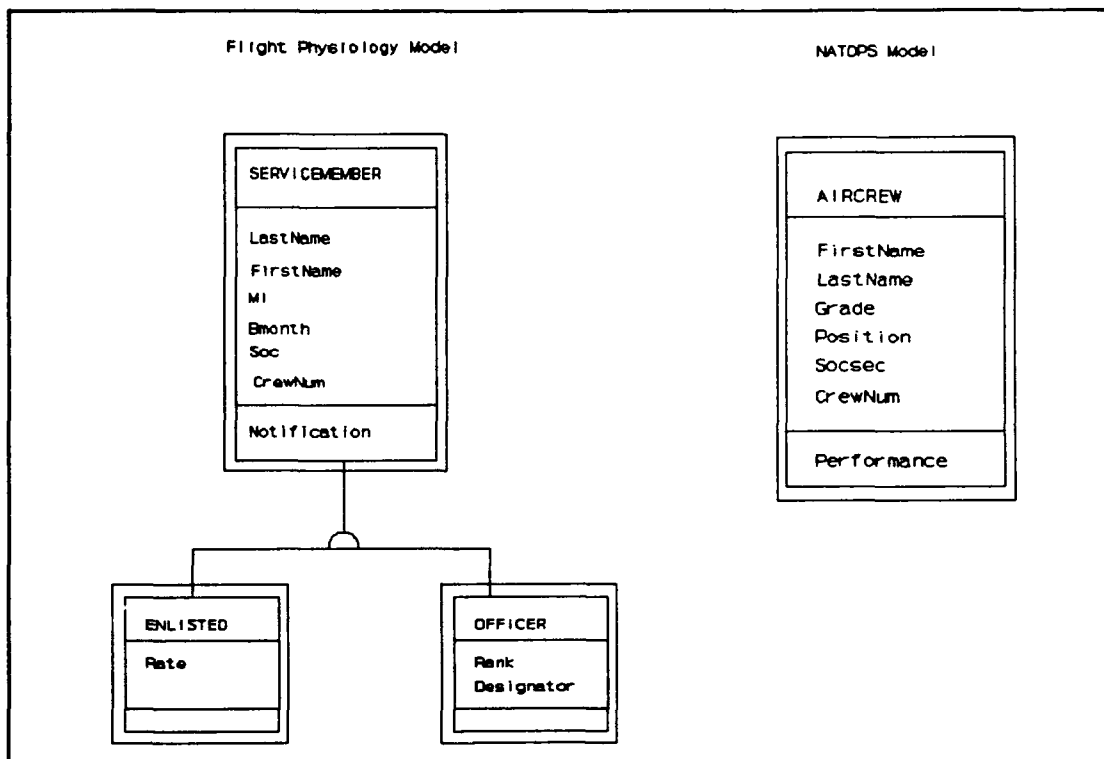 Flight Physiology Model
NATOPS Model
SERVICEMEMBER
LastName
FirstName
MI
Bmonth
Soc
CrewNum
Notification
AIRCREW
FirstName
LastName
Grade
Position
Socsec
CrewNum
Performance
ENLISTED
Rate
OFFICER
Rank
Designator